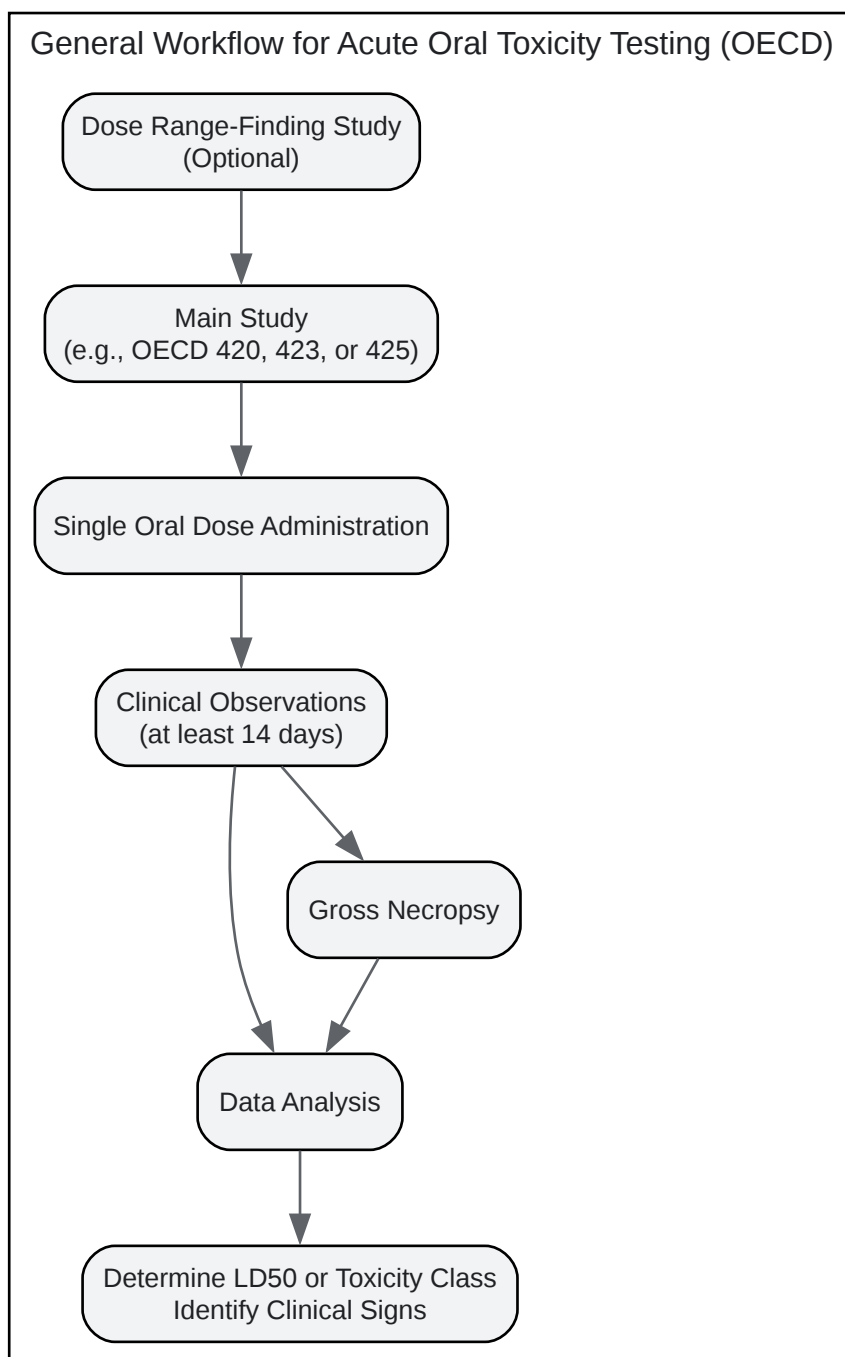 General Workflow for Acute Oral Toxicity Testing (OECD)
Dose Range-Finding Study
(Optional)
Main Study
(e.g., OECD 420, 423, or 425)
Single Oral Dose Administration
Clinical Observations
(at least 14 days)
Gross Necropsy
Data Analysis
Determine LD50 or Toxicity Class
Identify Clinical Signs